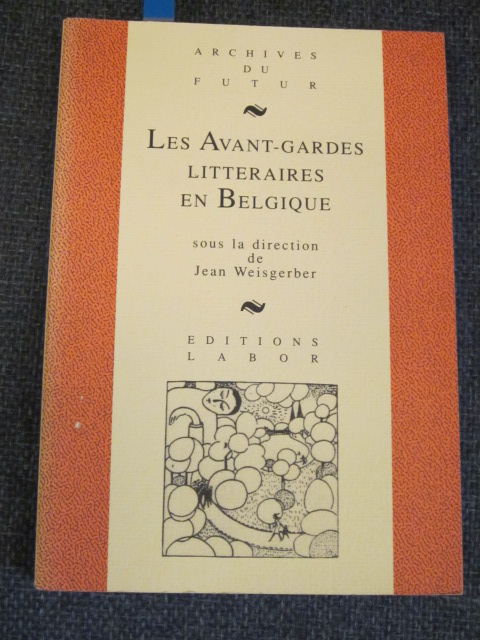 ARCHIVES
DU
FUTUR
LES AVANT-GARDES
LITTERAIRES
EN BELGIQUE
sous la direction
de
Jean Weisgerber
EDITIONS
LABOR